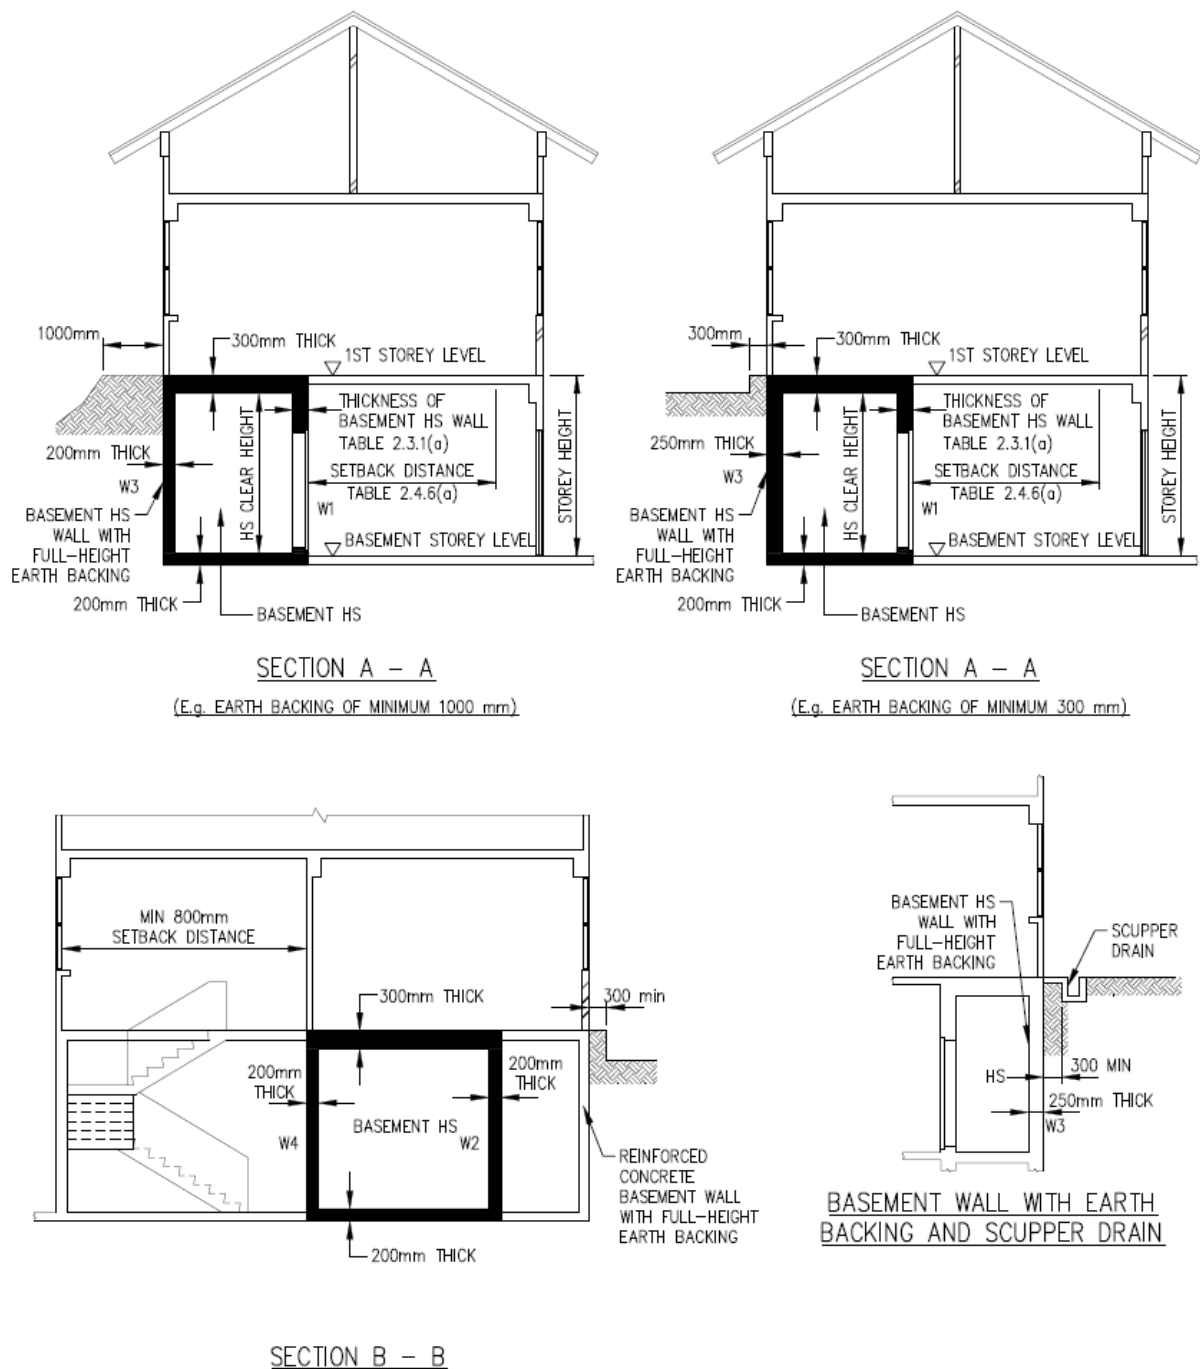 1000mm
300mm THICK
1ST STOREY LEVEL
THICKNESS OF
BASEMENT HS WALL
TABLE 2.3.1(a)
200mm THICK
SETBACK DISTANCE
TABLE 2.4.6(a)
HS CLEAR HEIGHT
STOREY HEIGHT
W3
W1
BASEMENT HS
WALL WITH
FULL-HEIGHT
EARTH BACKING
BASEMENT STOREY LEVEL
200mm THICK
BASEMENT HS
SECTION A – A
(E.g. EARTH BACKING OF MINIMUM 1000 mm)
300mm
300mm THICK
1ST STOREY LEVEL
THICKNESS OF
BASEMENT HS WALL
TABLE 2.3.1(a)
250mm THICK
SETBACK DISTANCE
TABLE 2.4.6(a)
HS CLEAR HEIGHT
STOREY HEIGHT
W3
W1
BASEMENT HS
WALL WITH
FULL-HEIGHT
EARTH BACKING
BASEMENT STOREY LEVEL
200mm THICK
BASEMENT HS
SECTION A – A
(E.g. EARTH BACKING OF MINIMUM 300 mm)
MIN 800mm
SETBACK DISTANCE
300mm THICK
300 min
200mm
THICK
200mm
THICK
BASEMENT HS
W4
W2
REINFORCED
CONCRETE
BASEMENT WALL
WITH FULL-HEIGHT
EARTH BACKING
200mm THICK
SECTION B – B
BASEMENT HS
WALL WITH
FULL-HEIGHT
EARTH BACKING
SCUPPER
DRAIN
HS
300 MIN
250mm THICK
W3
BASEMENT WALL WITH EARTH
BACKING AND SCUPPER DRAIN